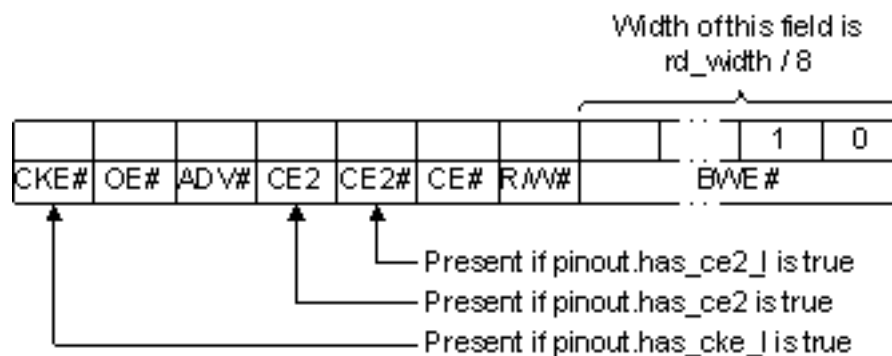 Width of this field is
rd_width / 8
1 0
CKE# OE# ADV# CE2 CE2# CE# R/W# BWE#
Present if pinout.has_ce2_l is true
Present if pinout.has_ce2 is true
Present if pinout.has_cke_l is true